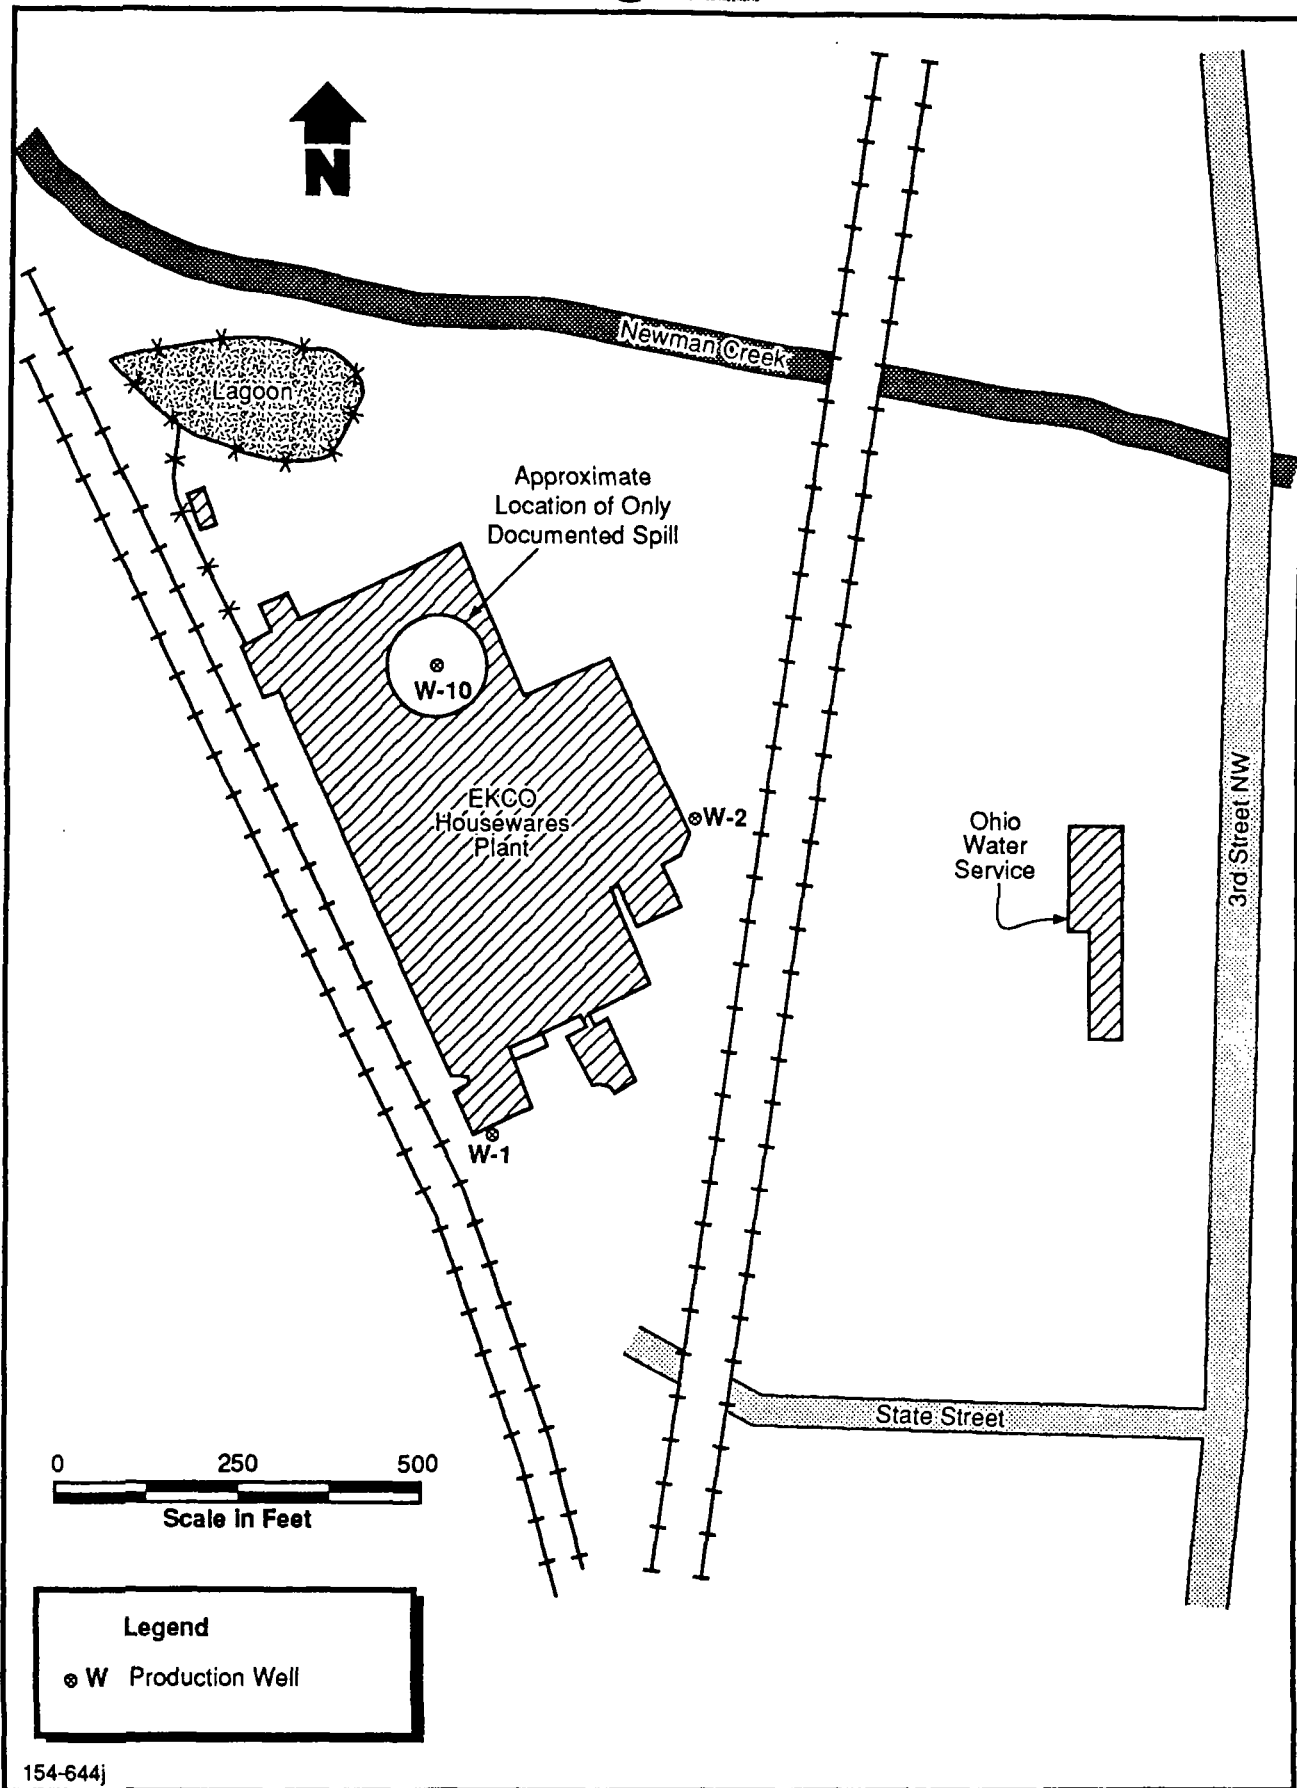 N
Newman Creek
Lagoon
Approximate
Location of Only
Documented Spill
W-10
EKCO
Housewares
Plant
W-2
Ohio
Water
Service
3rd Street NW
W-1
State Street
0 250 500
Scale in Feet
Legend
W Production Well
154-644j